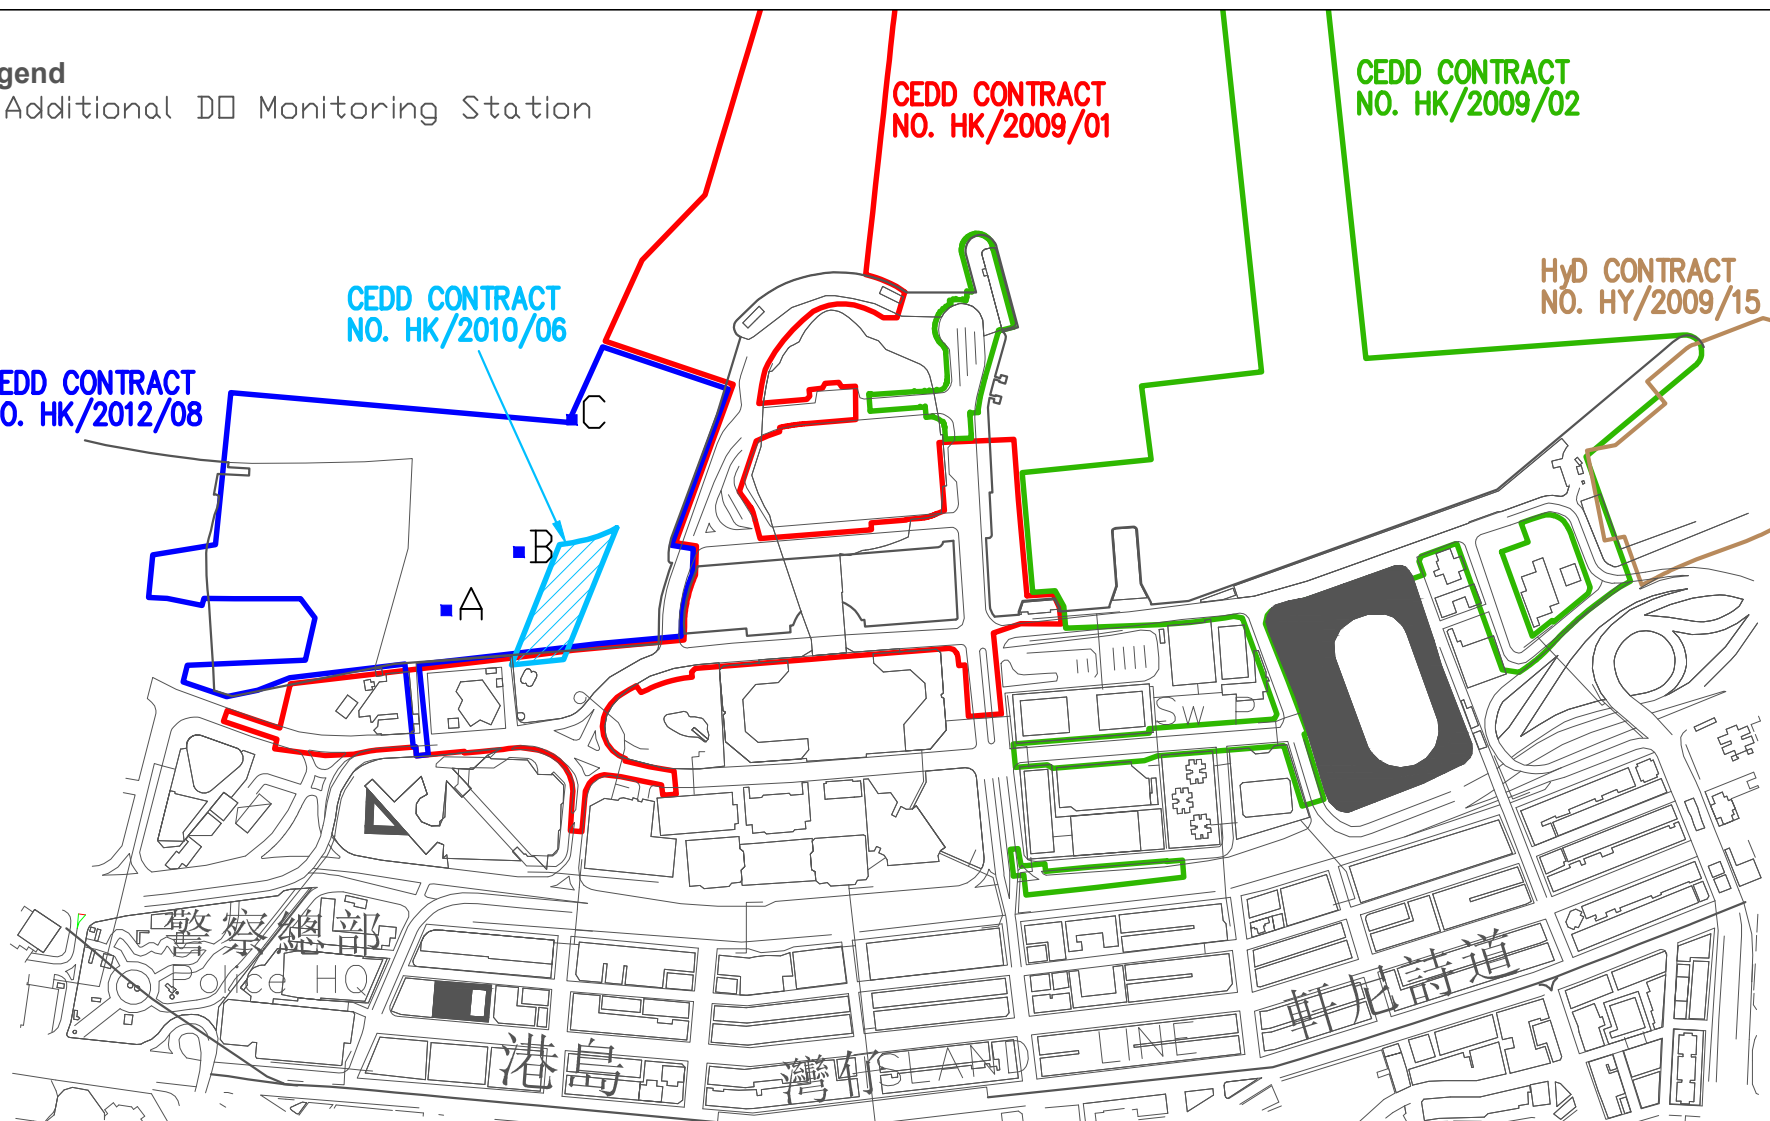 gend
Additional DO Monitoring Station
CEDD CONTRACT
NO. HK/2009/01
CEDD CONTRACT
NO. HK/2009/02
HyD CONTRACT
NO. HY/2009/15
CEDD CONTRACT
NO. HK/2010/06
EDD CONTRACT
O. HK/2012/08
C
B
A
Sw P
警察總部
Police HQ
軒尼詩道
港島
灣仔
ISLAND LINE